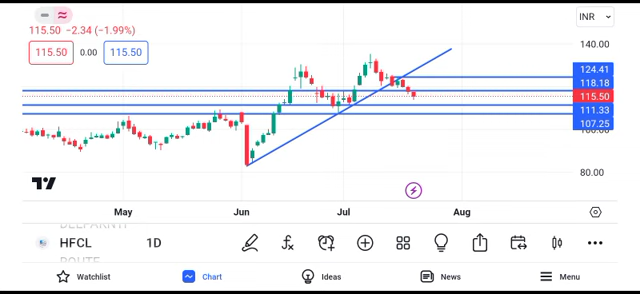 INR
115.50 −2.34 (−1.99%)
115.50 0.00 115.50
140.00
124.41
118.18
115.50
111.33
107.25
80.00
May Jun Jul Aug
HFCL 1D
Watchlist Chart Ideas News Menu